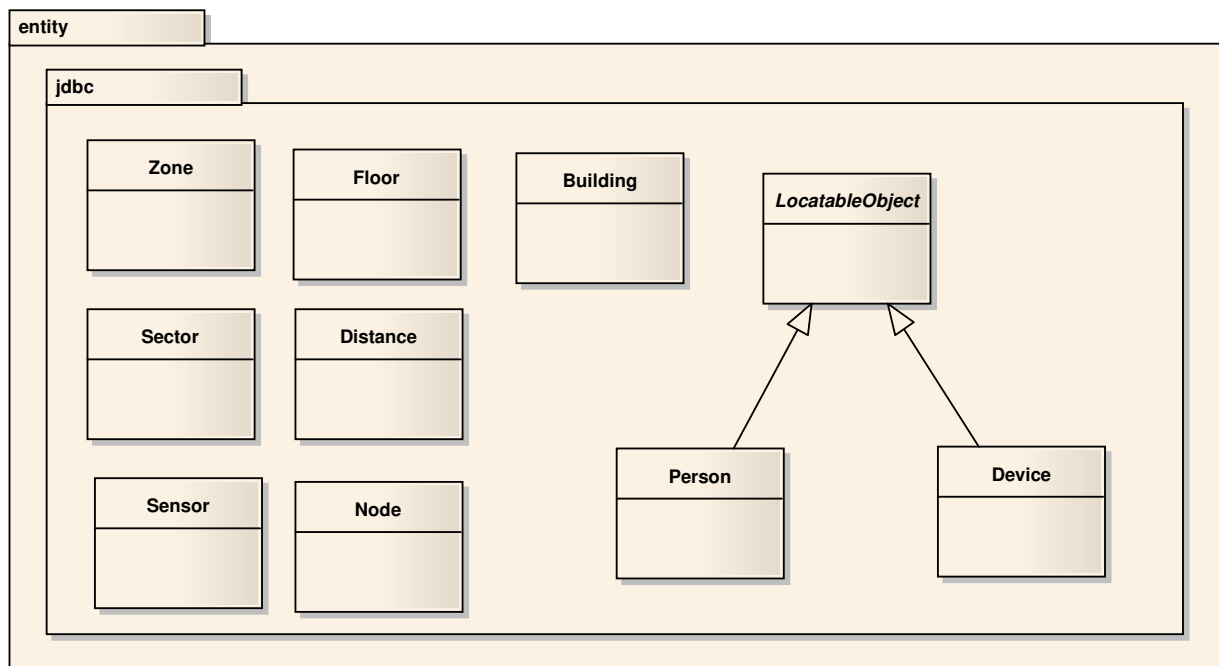 entity
jdbc
Zone
Floor
Building
LocatableObject
Sector
Distance
Sensor
Node
Person
Device